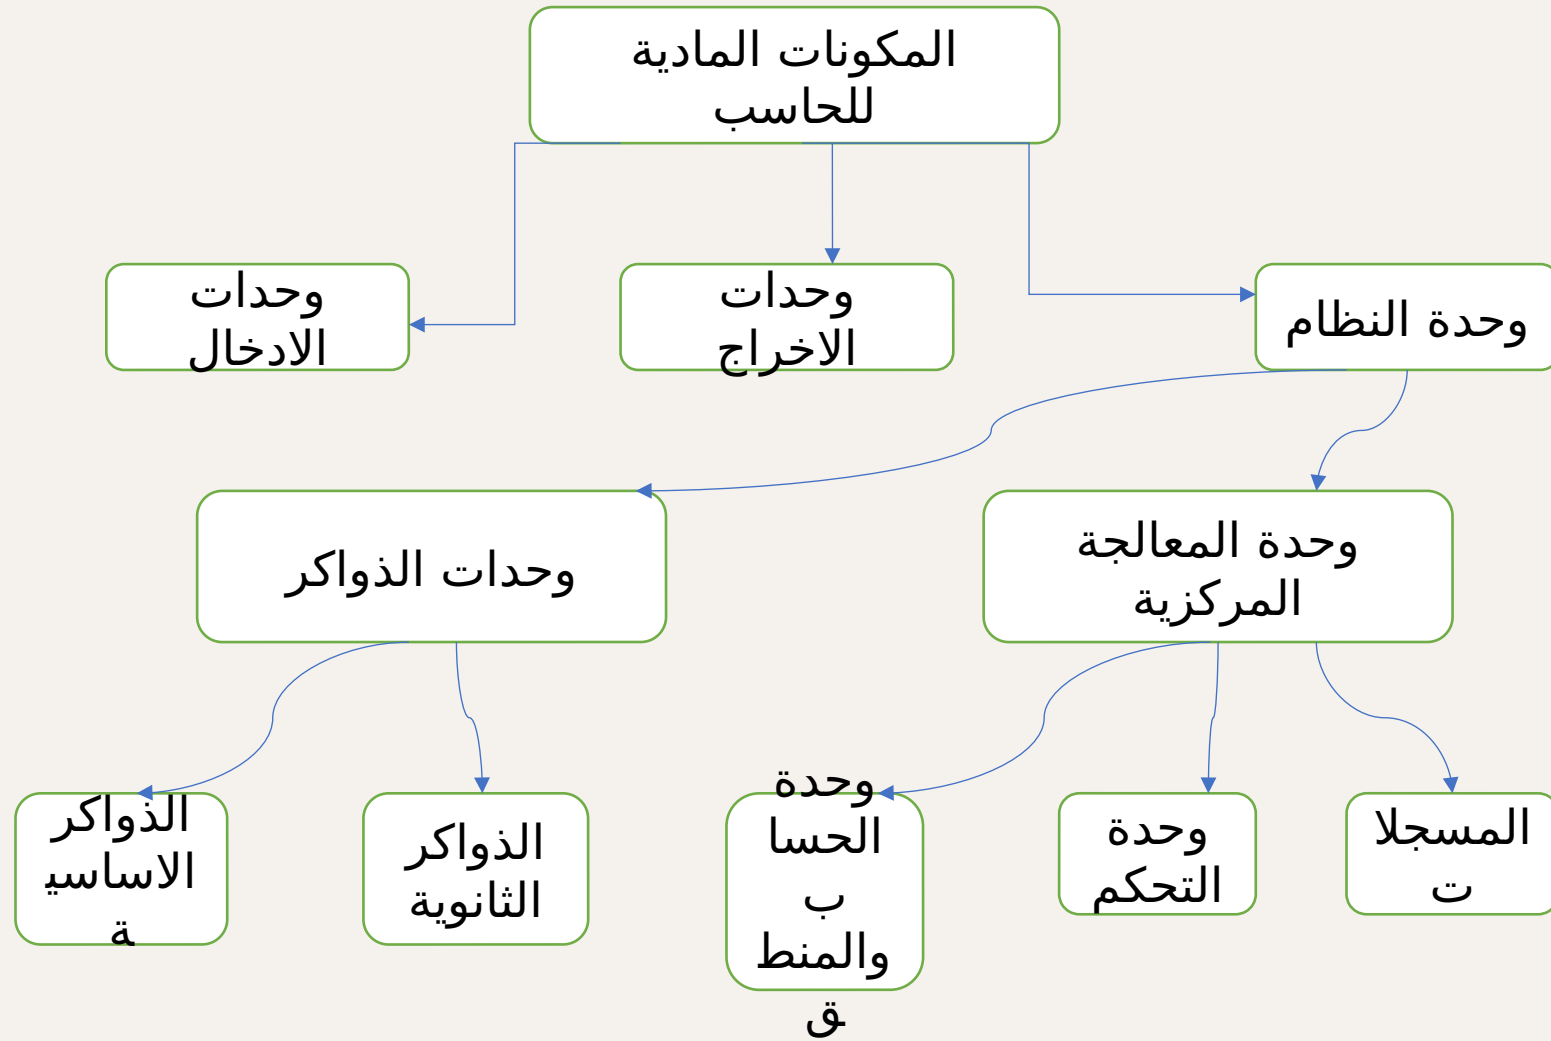 المكونات المادية
للحاسب
وحدة النظام
وحدات
الاخراج
وحدات
الادخال
وحدة المعالجة
المركزية
وحدات الذواكر
المسجلا
ت
وحدة
التحكم
وحدة
الحسا
ب
والمنط
ق
الذواكر
الثانوية
الذواكر
الاساسي
ة